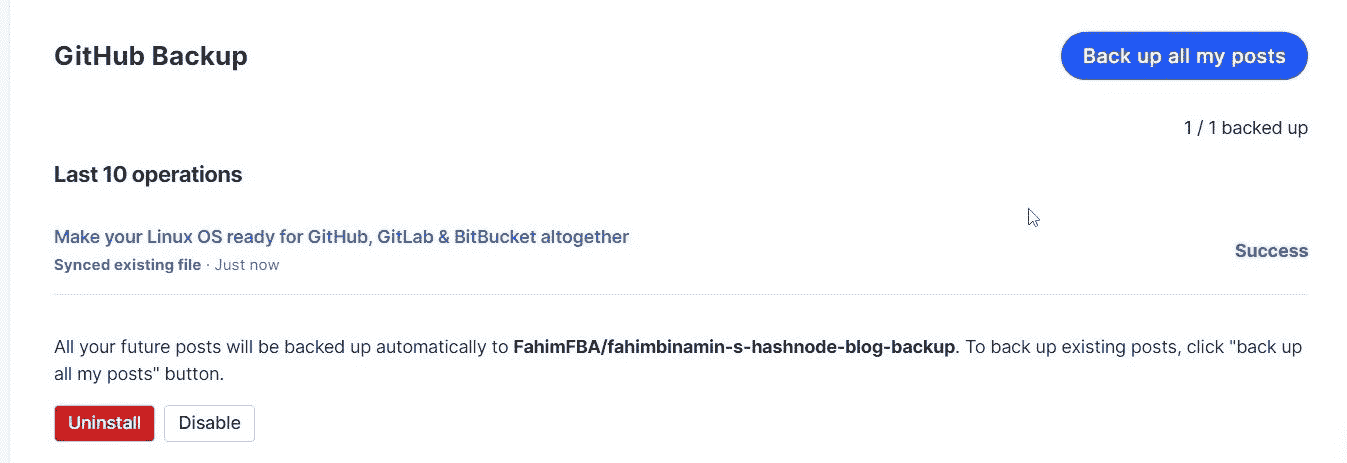 GitHub Backup
Back up all my posts
1 / 1 backed up
Last 10 operations
Make your Linux OS ready for GitHub, GitLab & BitBucket altogether
Synced existing file · Just now
Success
All your future posts will be backed up automatically to FahimFBA/fahimbinamin-s-hashnode-blog-backup. To back up existing posts, click "back up
all my posts" button.
Uninstall
Disable